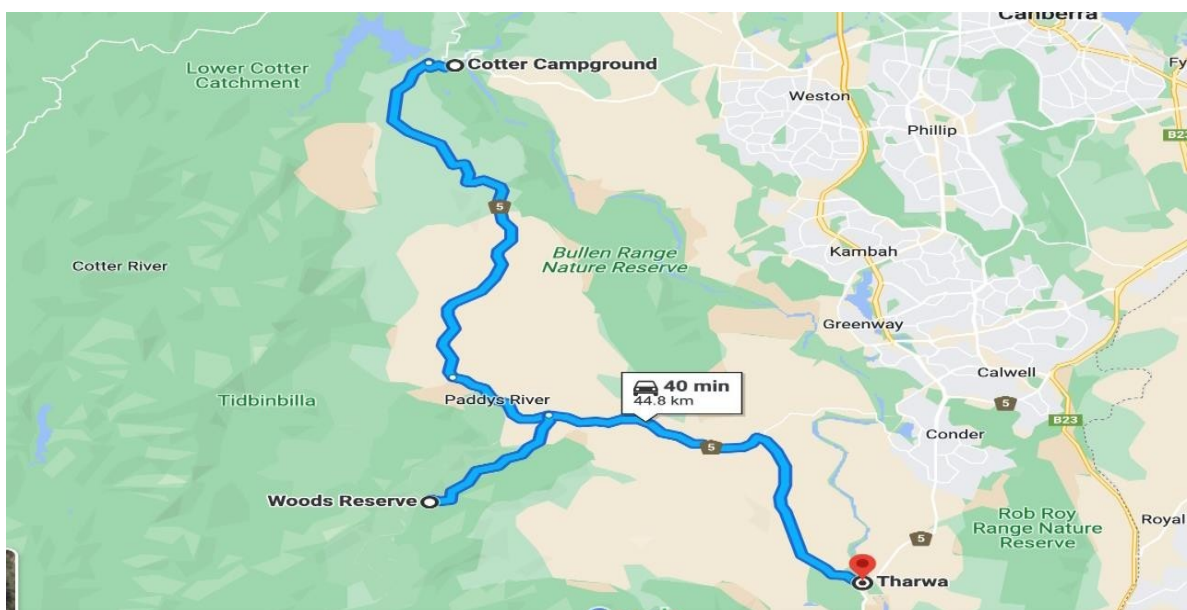 Canberra
Lower Cotter
Catchment
Cotter Campground
Fy
Weston
Phillip
B23
5
Bullen Range
Nature Reserve
Kambah
Cotter River
Greenway
40 min
44.8 km
Calwell
Tidbinbilla
Paddys River
5
B23
5
Conder
Woods Reserve
Rob Roy
Range Nature
Reserve
Royal
5
Tharwa